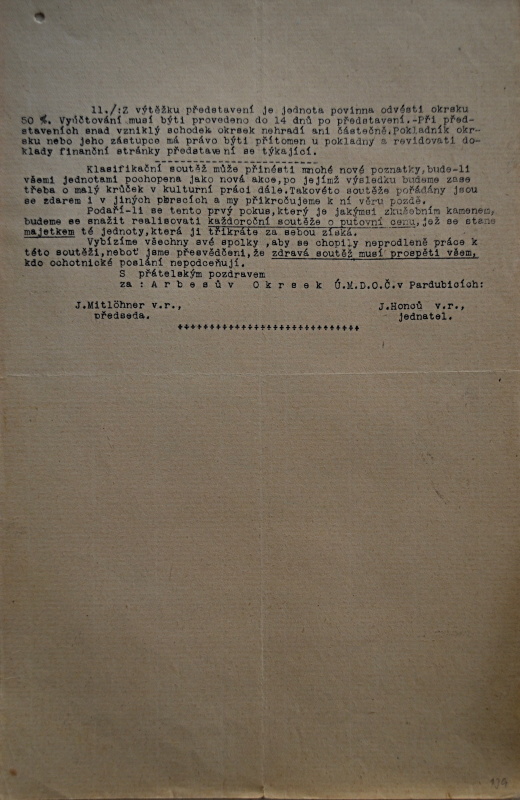 11./:Z výtěžku představení je jednota povinna odvésti okrsku
50 %. Vyúčtování musí býti provedeno do 14 dnů po představení.-Při před-
staveních snad vzniklý schodek okrsek nehradí ani částečně.Pokladník okr-
sku nebo jeho zástupce má právo býti přítomen u pokladny a revidovati do-
klady finanční stránky představení se týkající.
------------------------
Klasifikační soutěž může přinésti mnohé nové poznatky,bude-li
všemi jednotami pochopena jako nová akce,po jejímž výsledku budeme zase
třeba o malý krůček v kulturní práci dále.Takovéto soutěže pořádány jsou
se zdarem i v jiných okrscích a my přikročujeme k ní věru pozdě.
Podaří-li se tento prvý pokus,který je jakýmsi zkušebním kamenem,
budeme se snažit realisovati každoroční soutěže o putovní cenu,jež se stane
majetkem té jednoty,která ji třikráte za sebou získá.
Vybízíme všechny své spolky ,aby se chopily neprodleně práce k
této soutěži,neboť jsme přesvědčeni,že zdravá soutěž musí prospěti všem,
kdo ochotnické poslání nepodceňují.
S přátelským pozdravem
za : A r b e s ů v  O k r s e k  Ú.M.D.O.Č.v Pardubicích:
J.Mitlöhner v.r., J.Honců v.r.,
předseda. jednatel.
++++++++++++++++++++++++++++